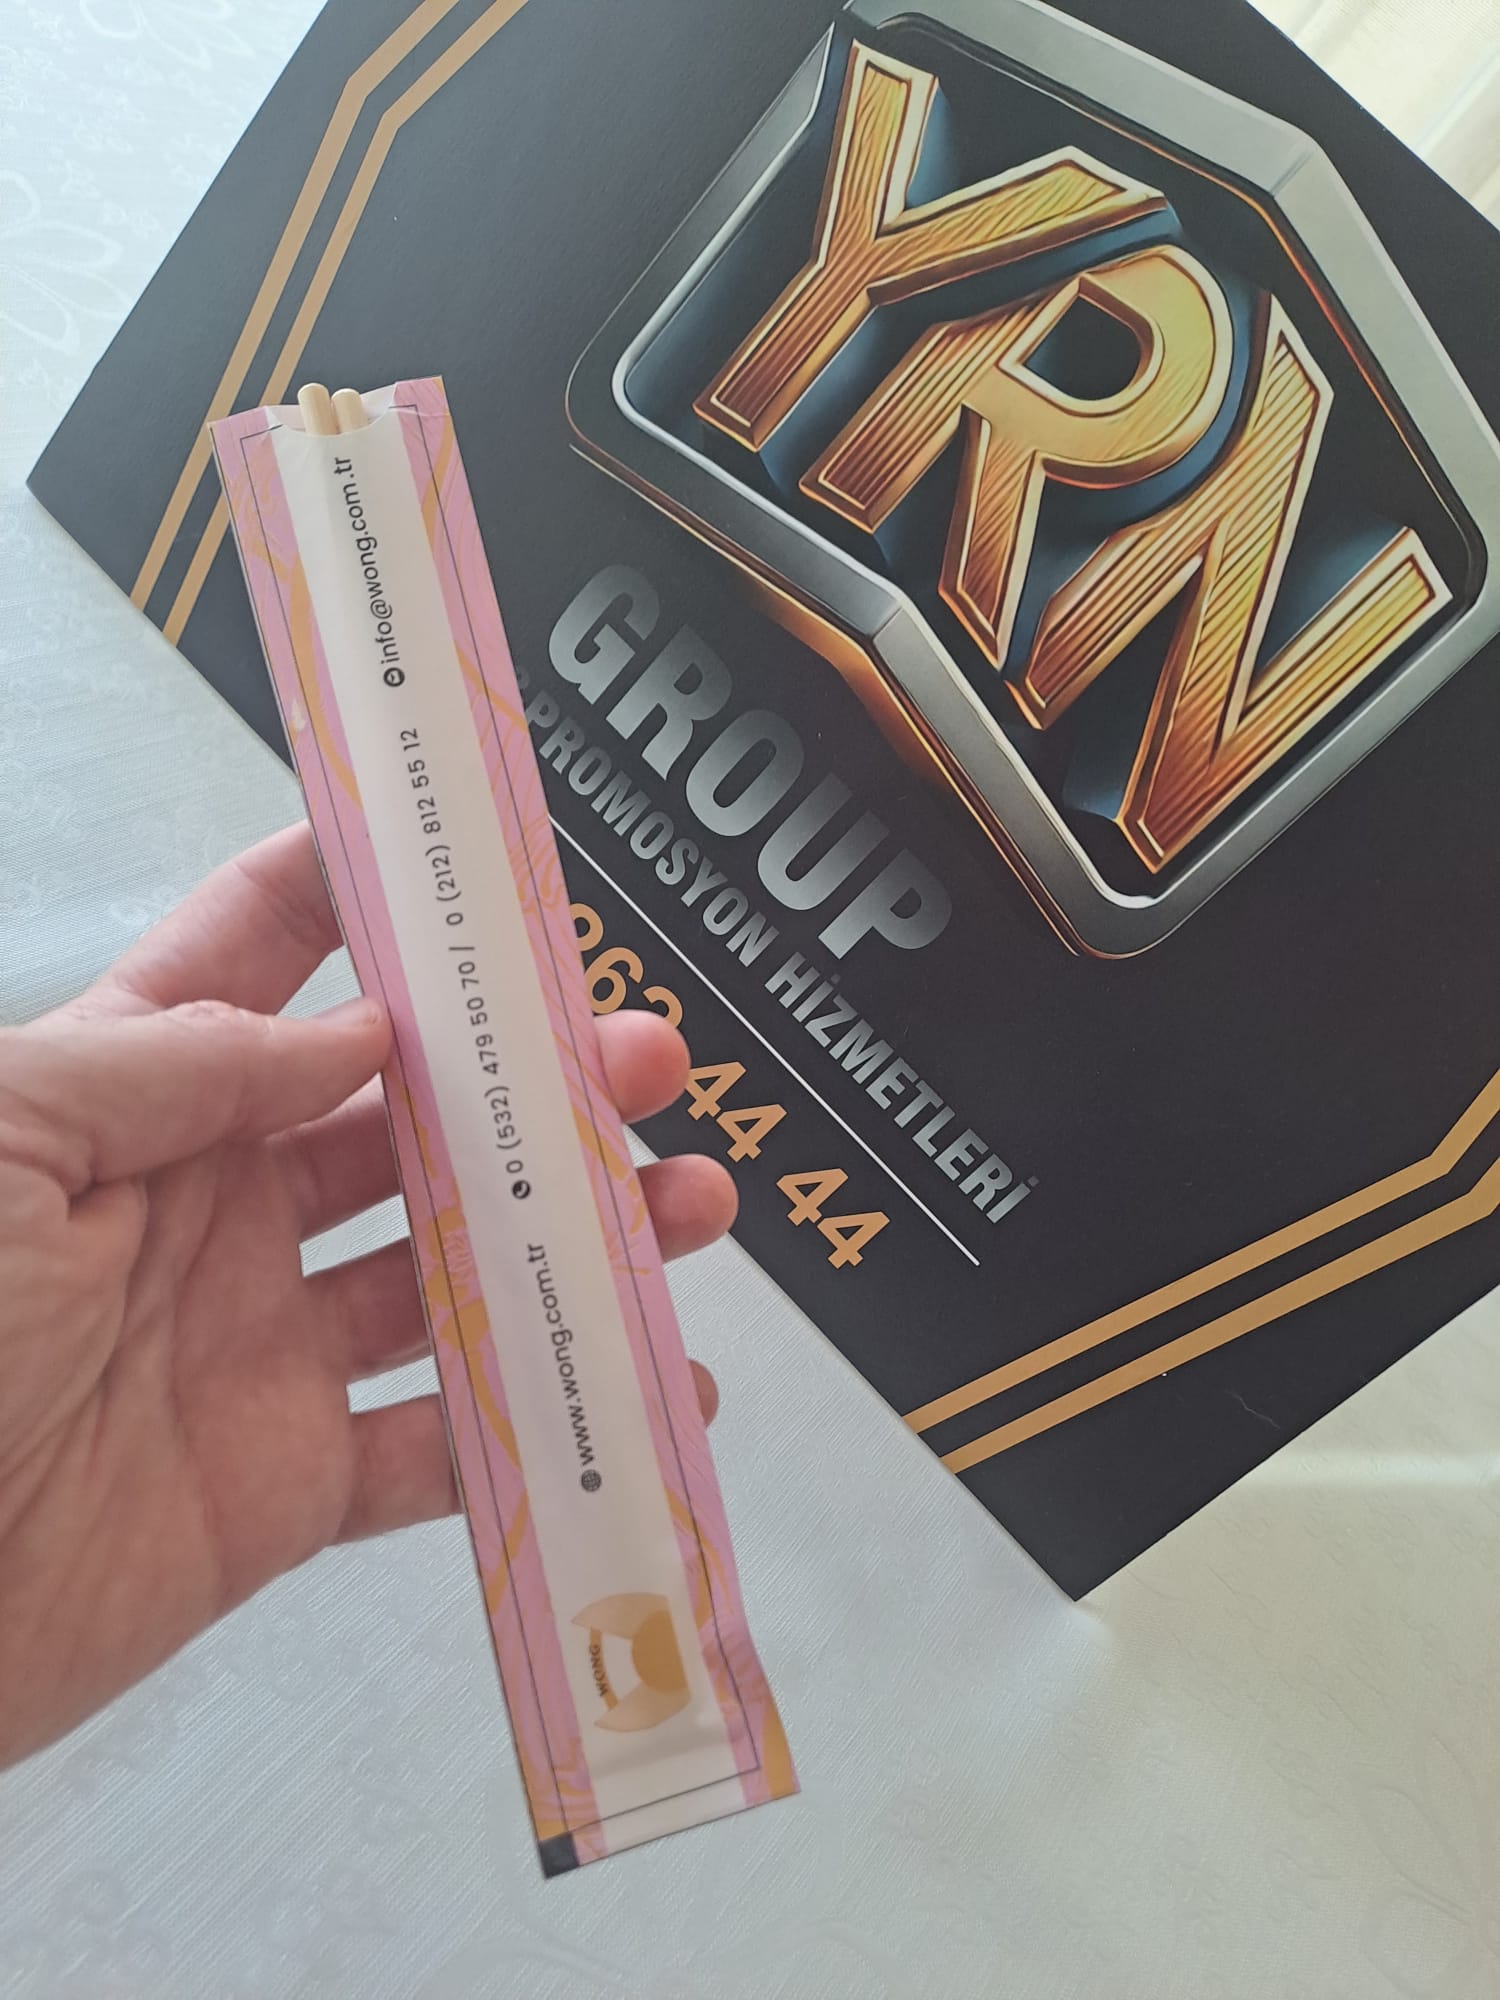 YRN
GROUP
PROMOSYON HİZMETLERİ
44 44
info@wong.com.tr
0 (532) 479 50 70 / 0 (212) 812 55 12
www.wong.com.tr
WONG